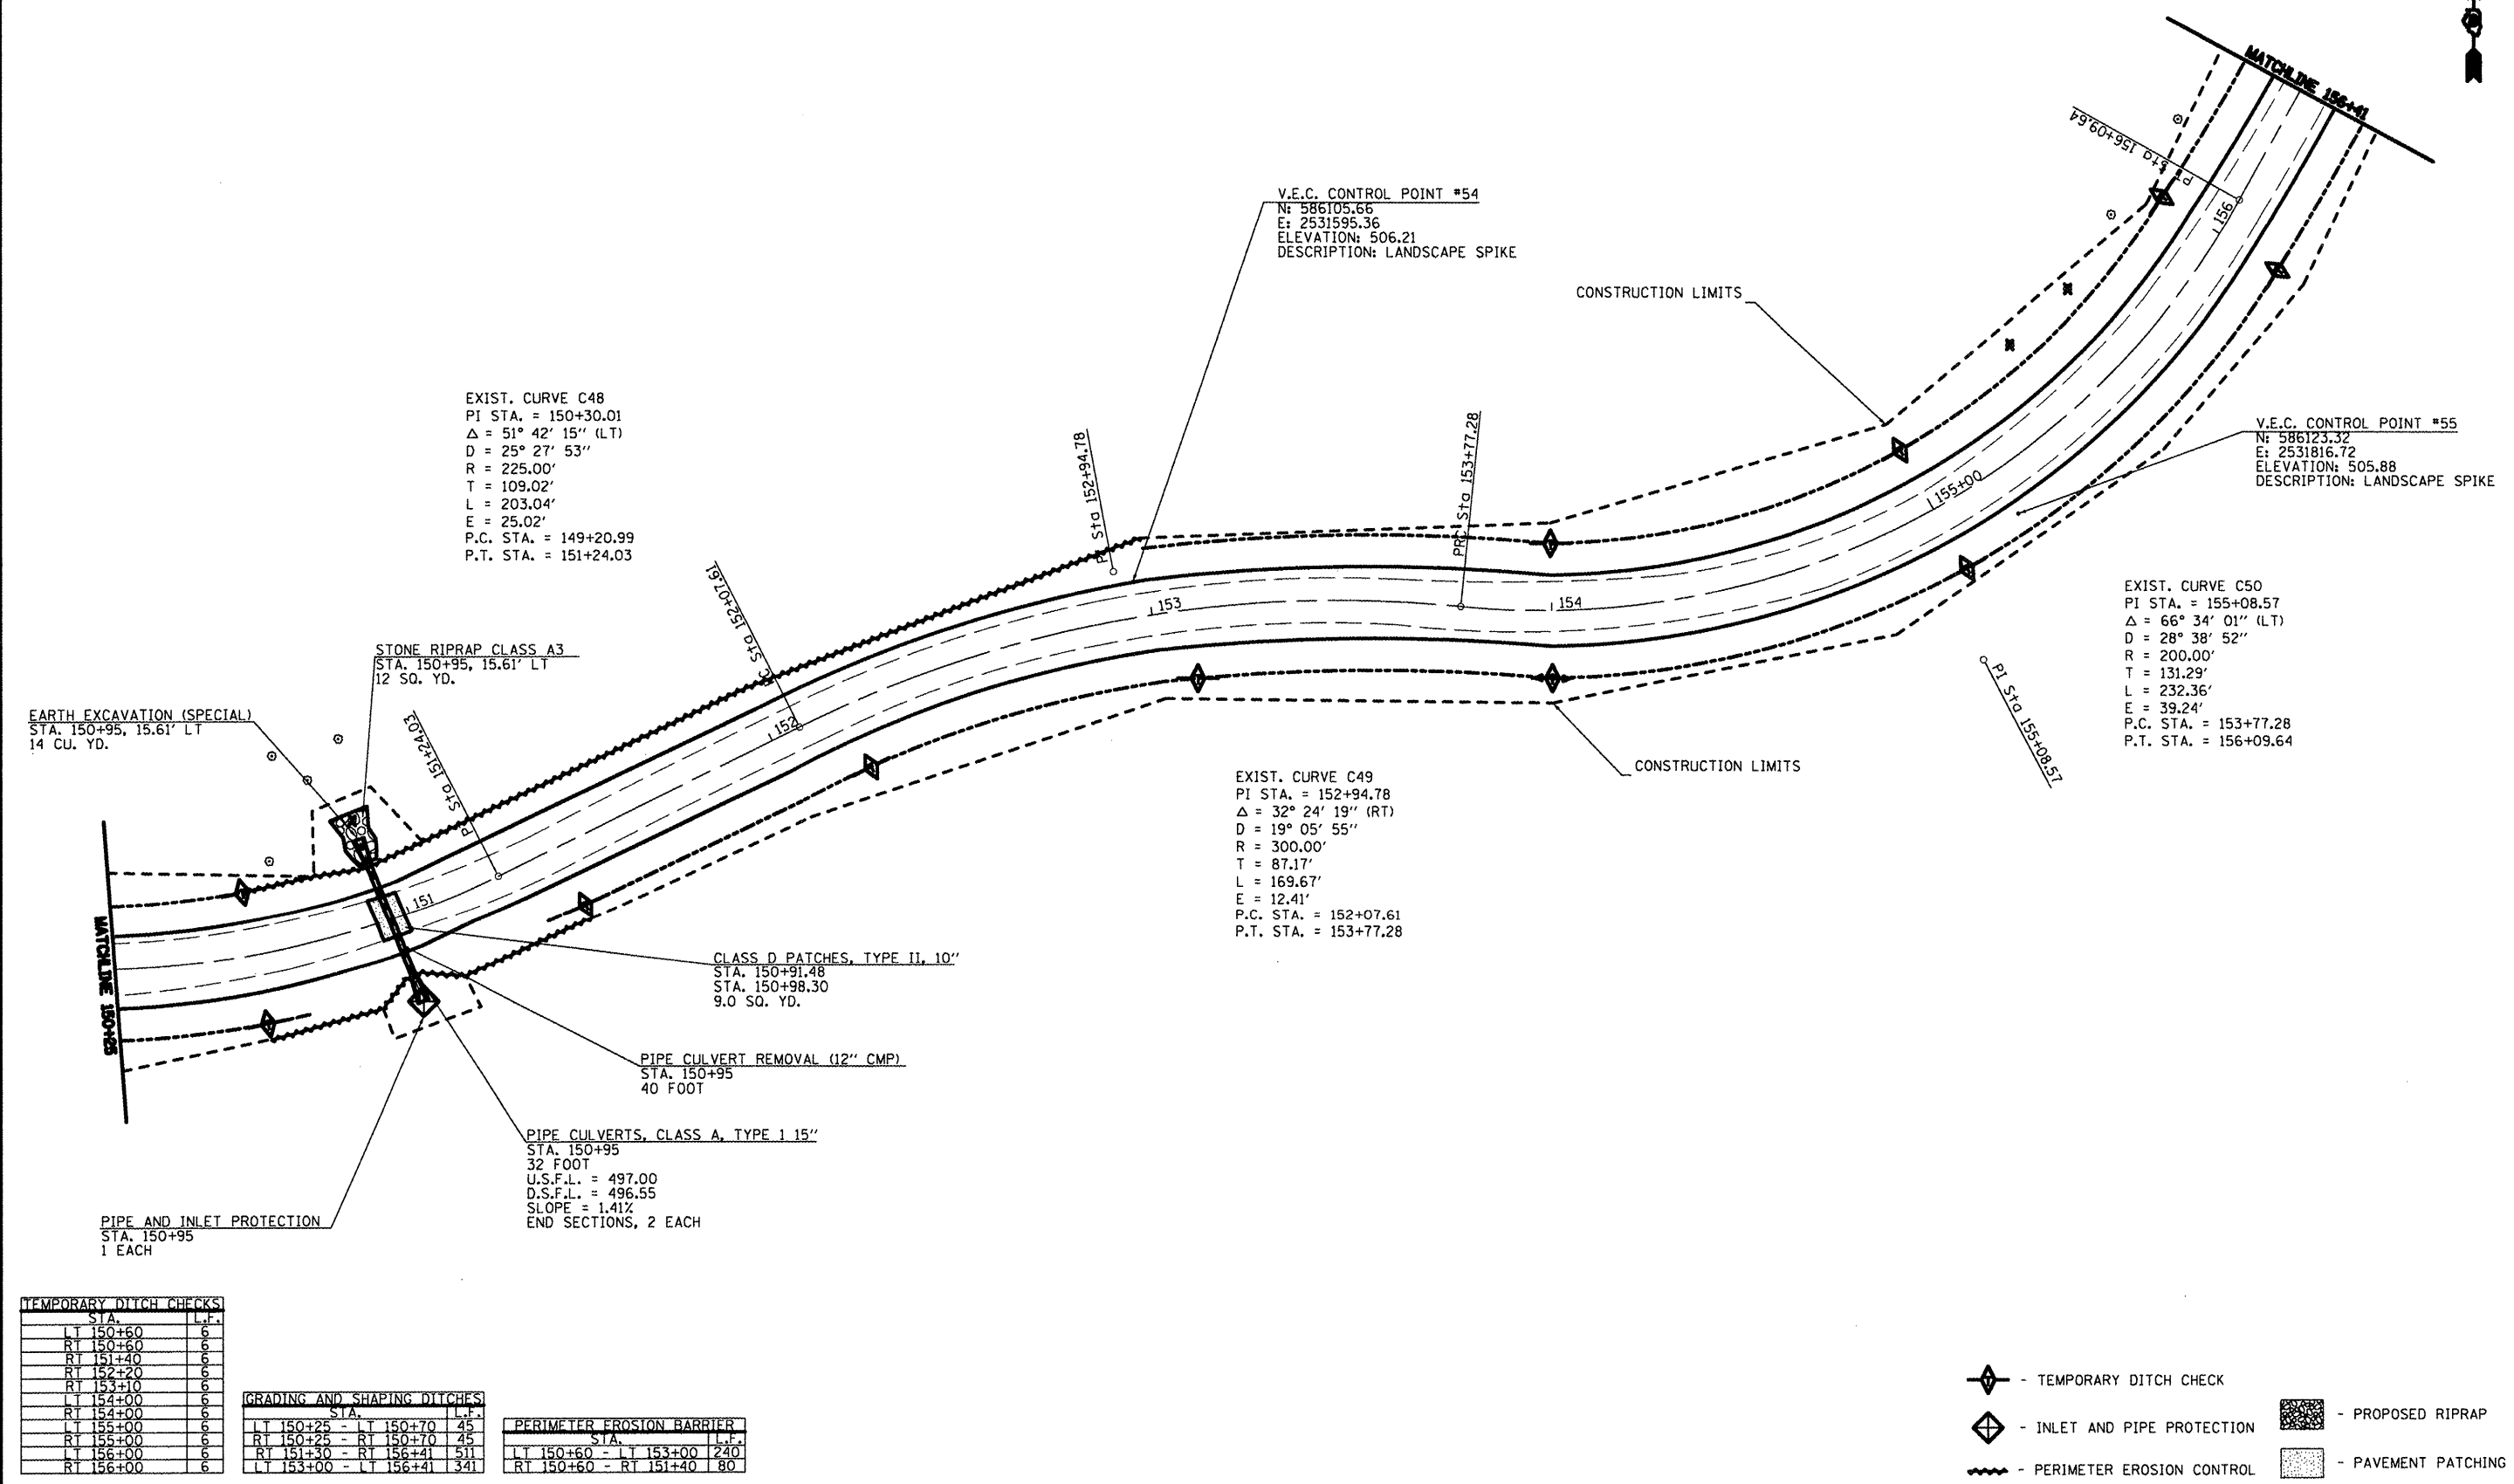 MATCHLINE 156+41
PT Sta 156+09.64
156
V.E.C. CONTROL POINT #54
N: 586105.66
E: 2531595.36
ELEVATION: 506.21
DESCRIPTION: LANDSCAPE SPIKE
CONSTRUCTION LIMITS
EXIST. CURVE C48
PI STA. = 150+30.01
Δ = 51° 42' 15" (LT)
D = 25° 27' 53"
R = 225.00'
T = 109.02'
L = 203.04'
E = 25.02'
P.C. STA. = 149+20.99
P.T. STA. = 151+24.03
PI Sta 152+94.78
PRC Sta 153+77.28
V.E.C. CONTROL POINT #55
N: 586123.32
E: 2531816.72
ELEVATION: 505.88
DESCRIPTION: LANDSCAPE SPIKE
155+00
PC Sta 152+07.61
153
154
EXIST. CURVE C50
PI STA. = 155+08.57
Δ = 66° 34' 01" (LT)
D = 28° 38' 52"
R = 200.00'
T = 131.29'
L = 232.36'
E = 39.24'
P.C. STA. = 153+77.28
P.T. STA. = 156+09.64
PI Sta 155+08.57
STONE RIPRAP CLASS A3
STA. 150+95, 15.61' LT
12 SQ. YD.
EARTH EXCAVATION (SPECIAL)
STA. 150+95, 15.61' LT
14 CU. YD.
PT Sta 151+24.03
152
CONSTRUCTION LIMITS
EXIST. CURVE C49
PI STA. = 152+94.78
Δ = 32° 24' 19" (RT)
D = 19° 05' 55"
R = 300.00'
T = 87.17'
L = 169.67'
E = 12.41'
P.C. STA. = 152+07.61
P.T. STA. = 153+77.28
151
MATCHLINE 150+25
CLASS D PATCHES, TYPE II, 10"
STA. 150+91.48
STA. 150+98.30
9.0 SQ. YD.
PIPE CULVERT REMOVAL (12" CMP)
STA. 150+95
40 FOOT
PIPE CULVERTS, CLASS A, TYPE 1 15"
STA. 150+95
32 FOOT
U.S.F.L. = 497.00
D.S.F.L. = 496.55
SLOPE = 1.41%
END SECTIONS, 2 EACH
PIPE AND INLET PROTECTION
STA. 150+95
1 EACH
TEMPORARY DITCH CHECKS
STA. L.F.
LT 150+60 6
RT 150+60 6
RT 151+40 6
RT 152+20 6
RT 153+10 6
LT 154+00 6
RT 154+00 6
LT 155+00 6
RT 155+00 6
LT 156+00 6
RT 156+00 6
GRADING AND SHAPING DITCHES
STA. L.F.
LT 150+25 - LT 150+70 45
RT 150+25 - RT 150+70 45
RT 151+30 - RT 156+41 511
LT 153+00 - LT 156+41 341
PERIMETER EROSION BARRIER
STA. L.F.
LT 150+60 - LT 153+00 240
RT 150+60 - RT 151+40 80
- TEMPORARY DITCH CHECK
- INLET AND PIPE PROTECTION
- PERIMETER EROSION CONTROL
- PROPOSED RIPRAP
- PAVEMENT PATCHING